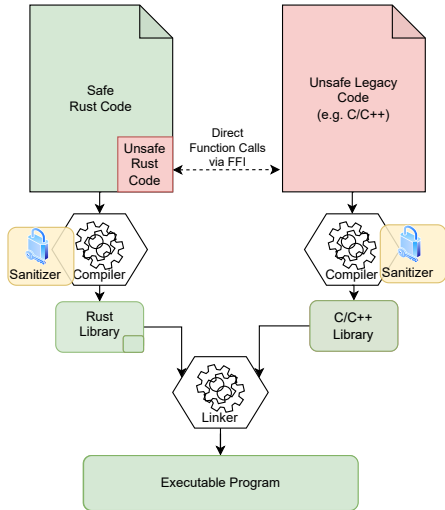 Safe
Rust Code
Unsafe Legacy
Code
(e.g. C/C++)
Unsafe
Rust
Code
Direct
Function Calls
via FFI
Sanitizer
Compiler
Compiler
Sanitizer
Rust
Library
C/C++
Library
Linker
Executable Program